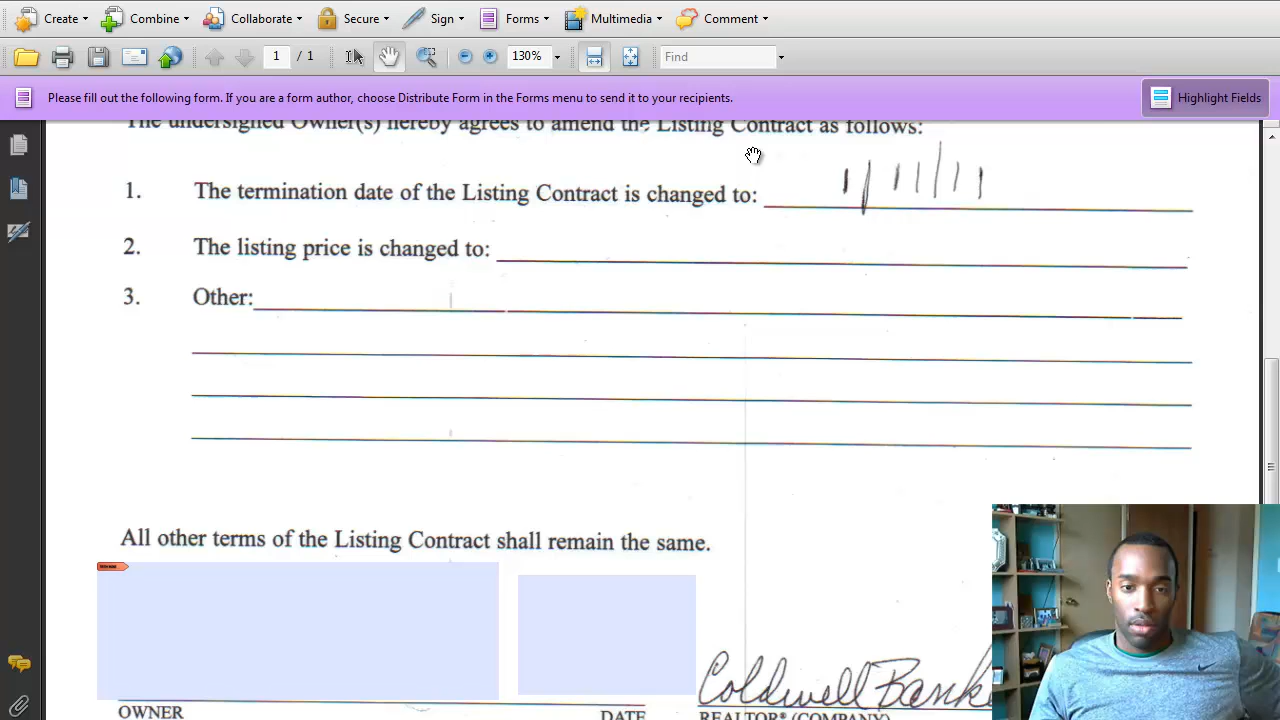 Create Combine Collaborate Secure Sign Forms Multimedia Comment
1 / 1 130% Find
Please fill out the following form. If you are a form author, choose Distribute Form in the Forms menu to send it to your recipients. Highlight Fields
The undersigned Owner(s) hereby agrees to amend the Listing Contract as follows:
1. The termination date of the Listing Contract is changed to: 1/11/11
2. The listing price is changed to:
3. Other:
All other terms of the Listing Contract shall remain the same.
Coldwell Banke
OWNER DATE REALTOR® (COMPANY)